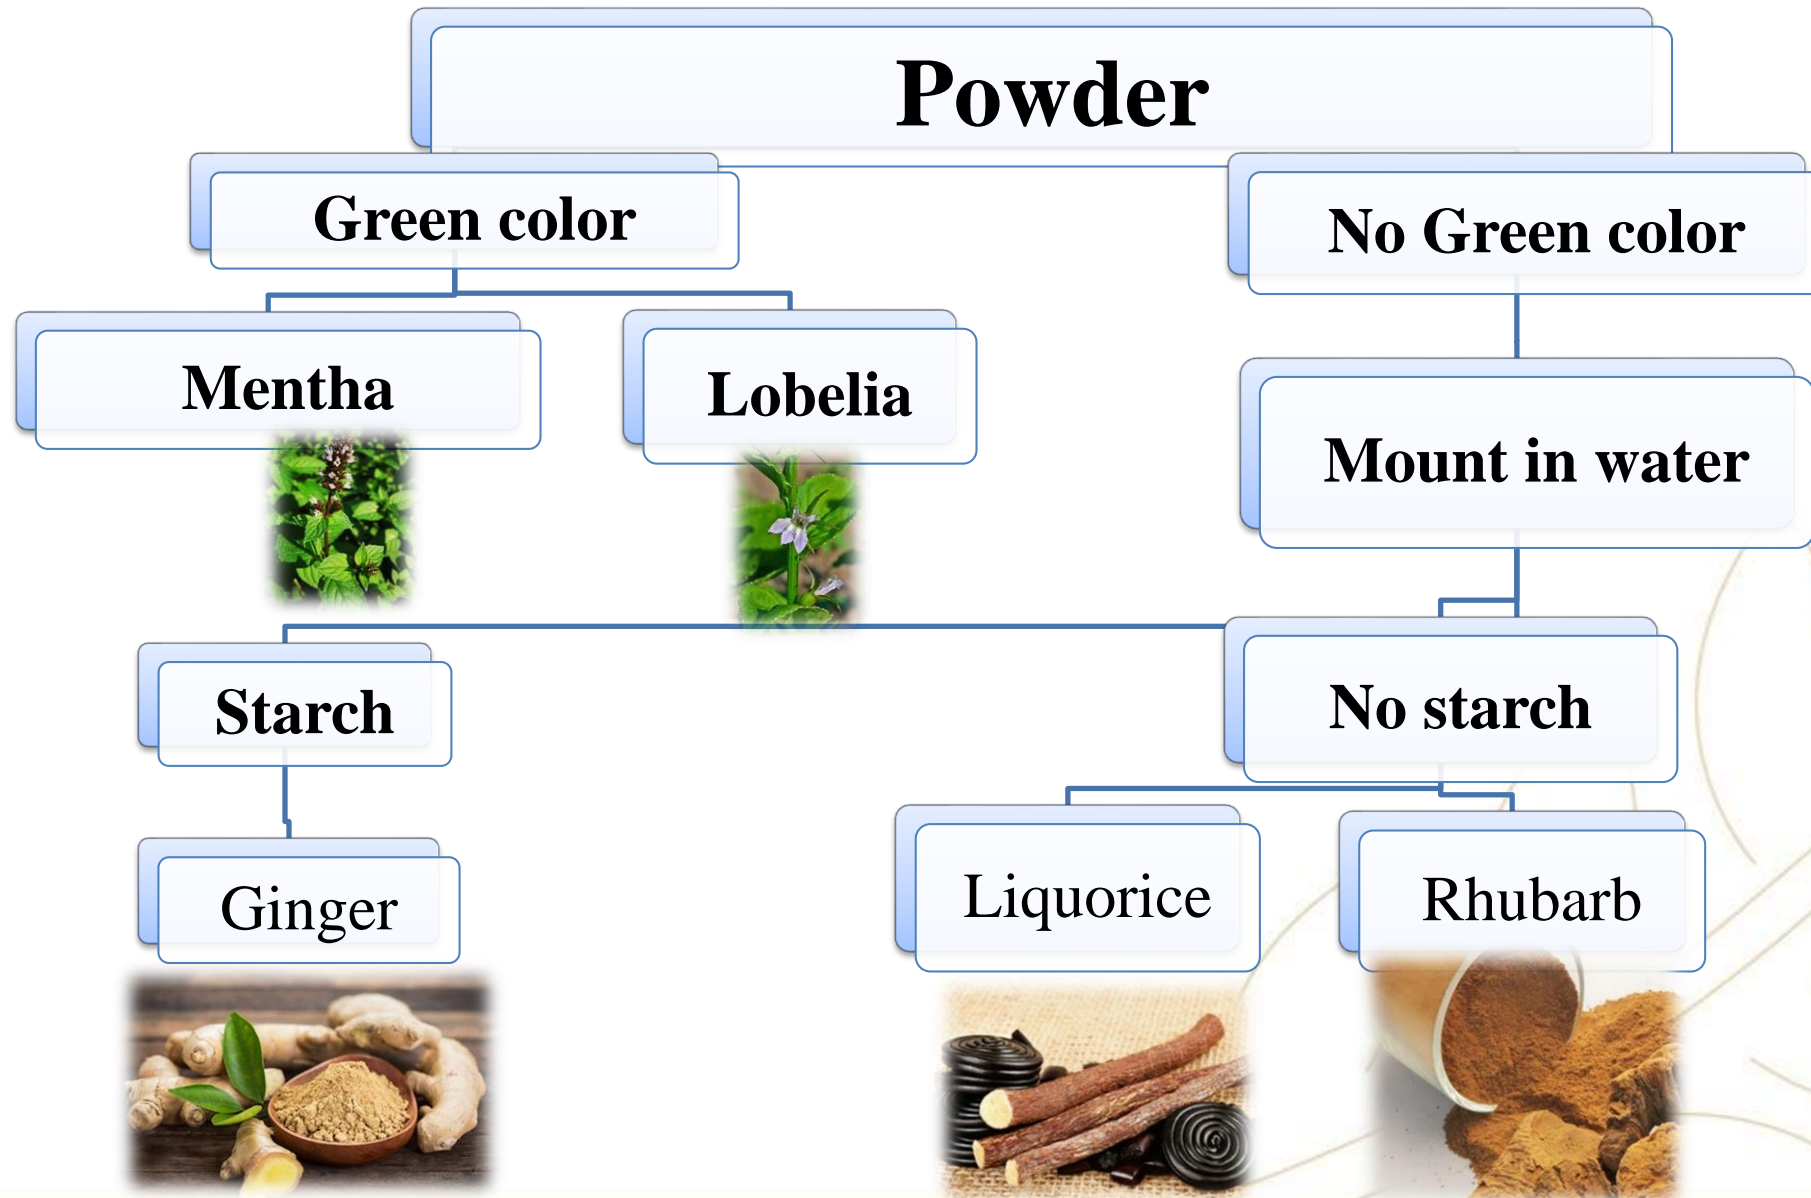 Powder
Green color
No Green color
Mentha
Lobelia
Mount in water
Starch
No starch
Ginger
Liquorice
Rhubarb